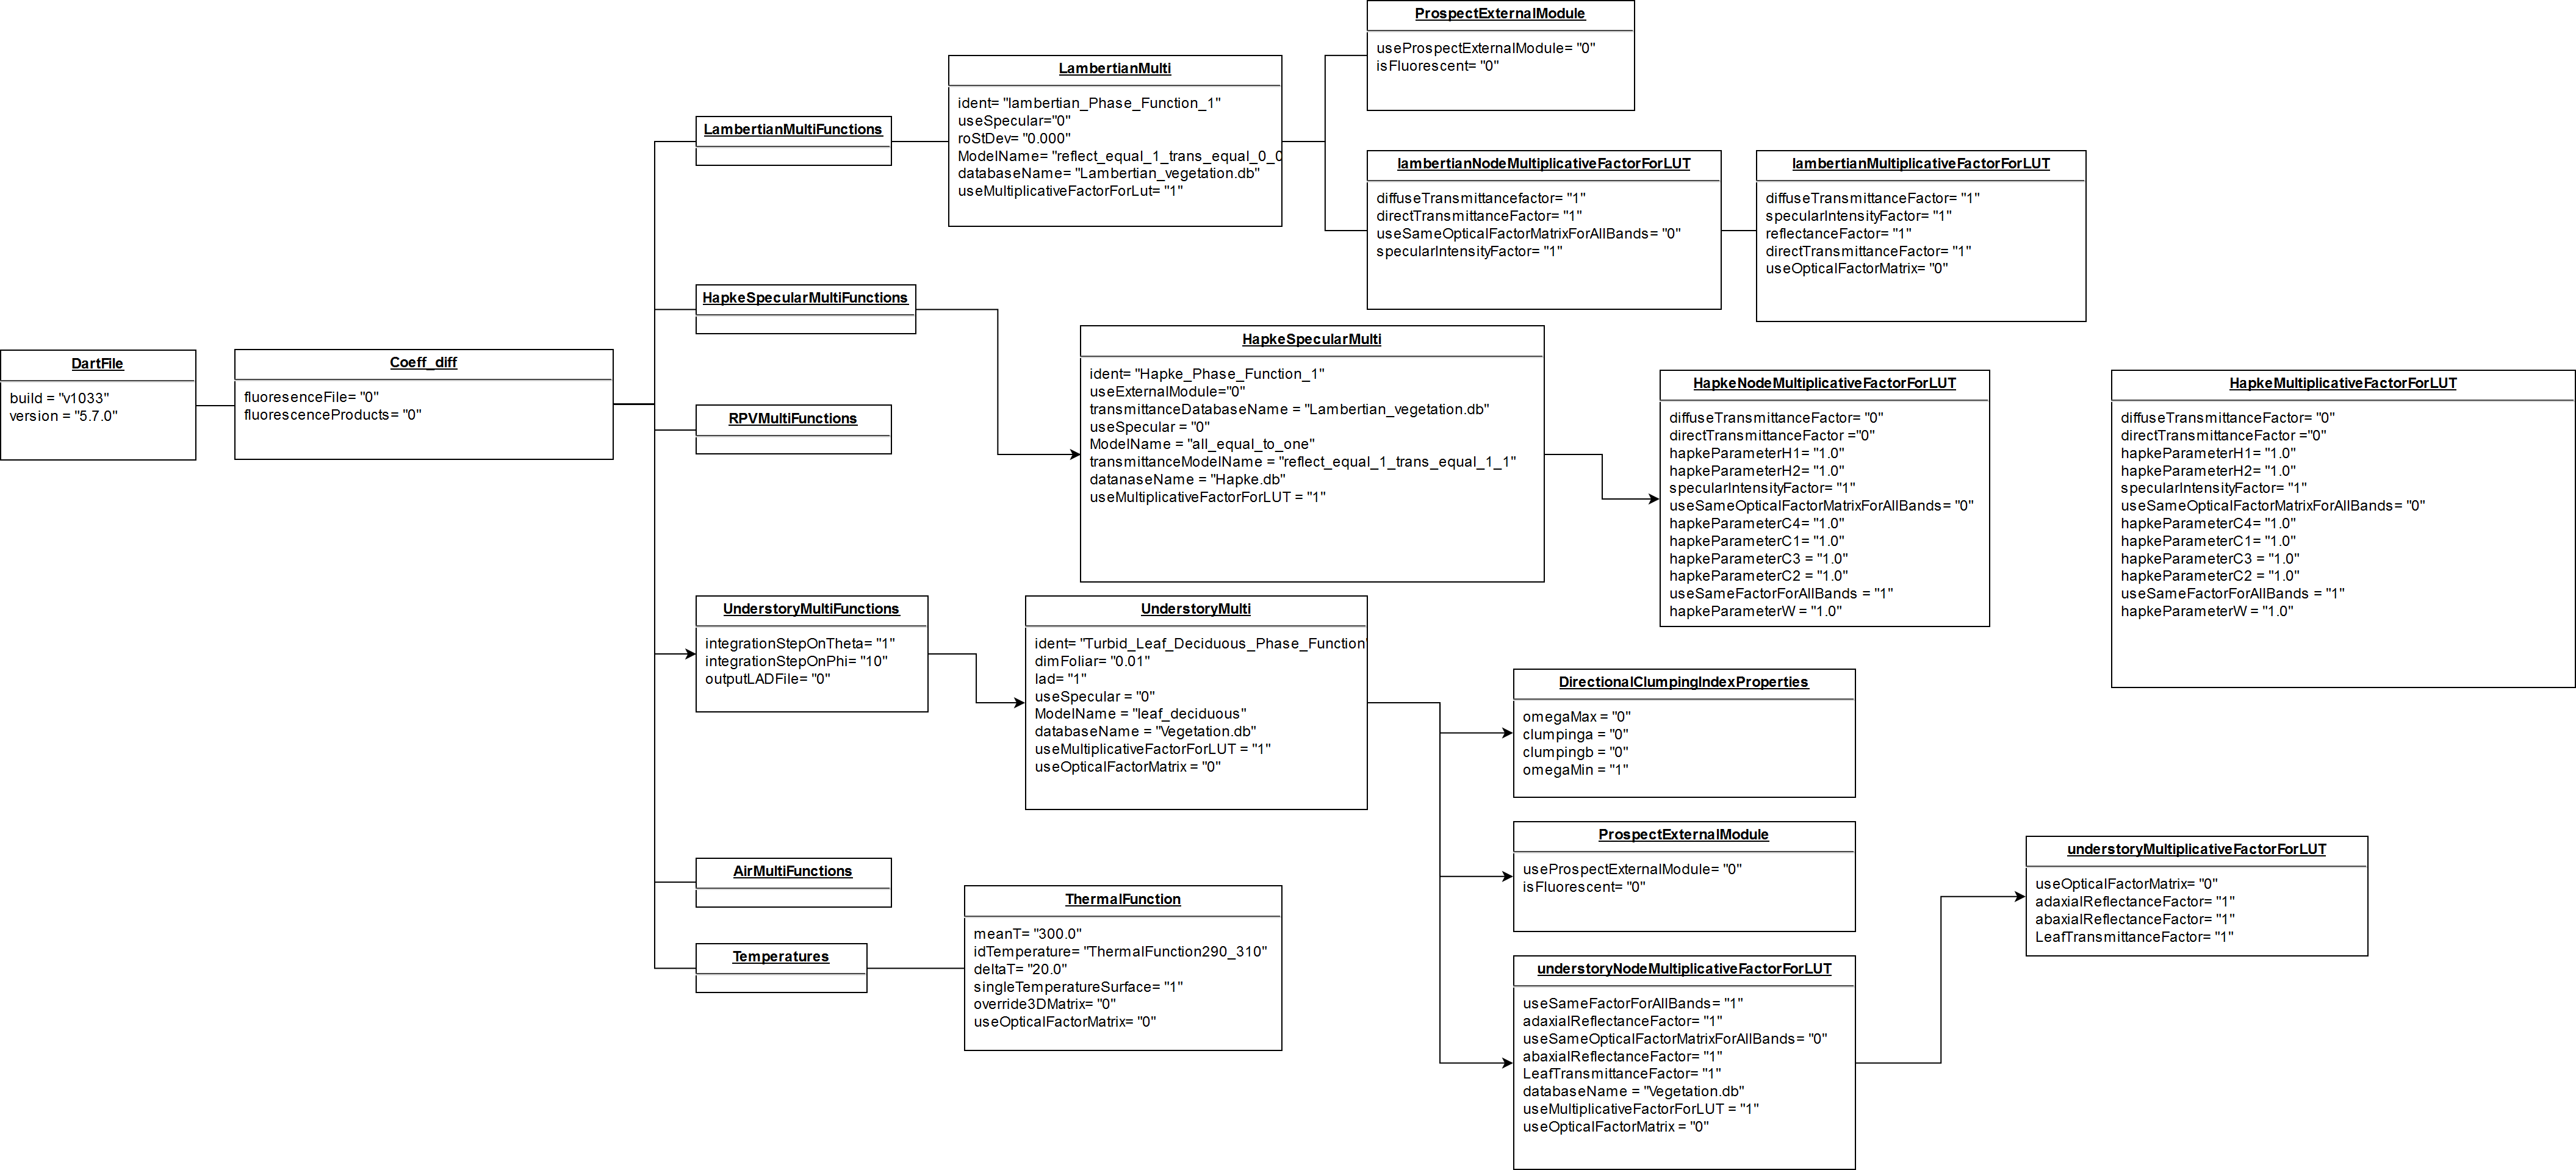 DartFile
build = "v1033"
version = "5.7.0"
Coeff_diff
fluoresenceFile= "0"
fluorescenceProducts= "0"
LambertianMultiFunctions
LambertianMulti
ident= "lambertian_Phase_Function_1"
useSpecular="0"
roStDev= "0.000"
ModelName= "reflect_equal_1_trans_equal_0_0
databaseName= "Lambertian_vegetation.db"
useMultiplicativeFactorForLut= "1"
ProspectExternalModule
useProspectExternalModule= "0"
isFluorescent= "0"
lambertianNodeMultiplicativeFactorForLUT
diffuseTransmittancefactor= "1"
directTransmittanceFactor= "1"
useSameOpticalFactorMatrixForAllBands= "0"
specularIntensityFactor= "1"
lambertianMultiplicativeFactorForLUT
diffuseTransmittanceFactor= "1"
specularIntensityFactor= "1"
reflectanceFactor= "1"
directTransmittanceFactor= "1"
useOpticalFactorMatrix= "0"
HapkeSpecularMultiFunctions
HapkeSpecularMulti
ident= "Hapke_Phase_Function_1"
useExternalModule="0"
transmittanceDatabaseName = "Lambertian_vegetation.db"
useSpecular = "0"
ModelName = "all_equal_to_one"
transmittanceModelName = "reflect_equal_1_trans_equal_1_1"
datanaseName = "Hapke.db"
useMultiplicativeFactorForLUT = "1"
HapkeNodeMultiplicativeFactorForLUT
diffuseTransmittanceFactor= "0"
directTransmittanceFactor ="0"
hapkeParameterH1= "1.0"
hapkeParameterH2= "1.0"
specularIntensityFactor= "1"
useSameOpticalFactorMatrixForAllBands= "0"
hapkeParameterC4= "1.0"
hapkeParameterC1= "1.0"
hapkeParameterC3 = "1.0"
hapkeParameterC2 = "1.0"
useSameFactorForAllBands = "1"
hapkeParameterW = "1.0"
HapkeMultiplicativeFactorForLUT
diffuseTransmittanceFactor= "0"
directTransmittanceFactor ="0"
hapkeParameterH1= "1.0"
hapkeParameterH2= "1.0"
specularIntensityFactor= "1"
useSameOpticalFactorMatrixForAllBands= "0"
hapkeParameterC4= "1.0"
hapkeParameterC1= "1.0"
hapkeParameterC3 = "1.0"
hapkeParameterC2 = "1.0"
useSameFactorForAllBands = "1"
hapkeParameterW = "1.0"
RPVMultiFunctions
UnderstoryMultiFunctions
integrationStepOnTheta= "1"
integrationStepOnPhi= "10"
outputLADFile= "0"
UnderstoryMulti
ident= "Turbid_Leaf_Deciduous_Phase_Function"
dimFoliar= "0.01"
lad= "1"
useSpecular = "0"
ModelName = "leaf_deciduous"
databaseName = "Vegetation.db"
useMultiplicativeFactorForLUT = "1"
useOpticalFactorMatrix = "0"
DirectionalClumpingIndexProperties
omegaMax = "0"
clumpinga = "0"
clumpingb = "0"
omegaMin = "1"
ProspectExternalModule
useProspectExternalModule= "0"
isFluorescent= "0"
understoryNodeMultiplicativeFactorForLUT
useSameFactorForAllBands= "1"
adaxialReflectanceFactor= "1"
useSameOpticalFactorMatrixForAllBands= "0"
abaxialReflectanceFactor= "1"
LeafTransmittanceFactor= "1"
databaseName = "Vegetation.db"
useMultiplicativeFactorForLUT = "1"
useOpticalFactorMatrix = "0"
understoryMultiplicativeFactorForLUT
useOpticalFactorMatrix= "0"
adaxialReflectanceFactor= "1"
abaxialReflectanceFactor= "1"
LeafTransmittanceFactor= "1"
AirMultiFunctions
Temperatures
ThermalFunction
meanT= "300.0"
idTemperature= "ThermalFunction290_310"
deltaT= "20.0"
singleTemperatureSurface= "1"
override3DMatrix= "0"
useOpticalFactorMatrix= "0"